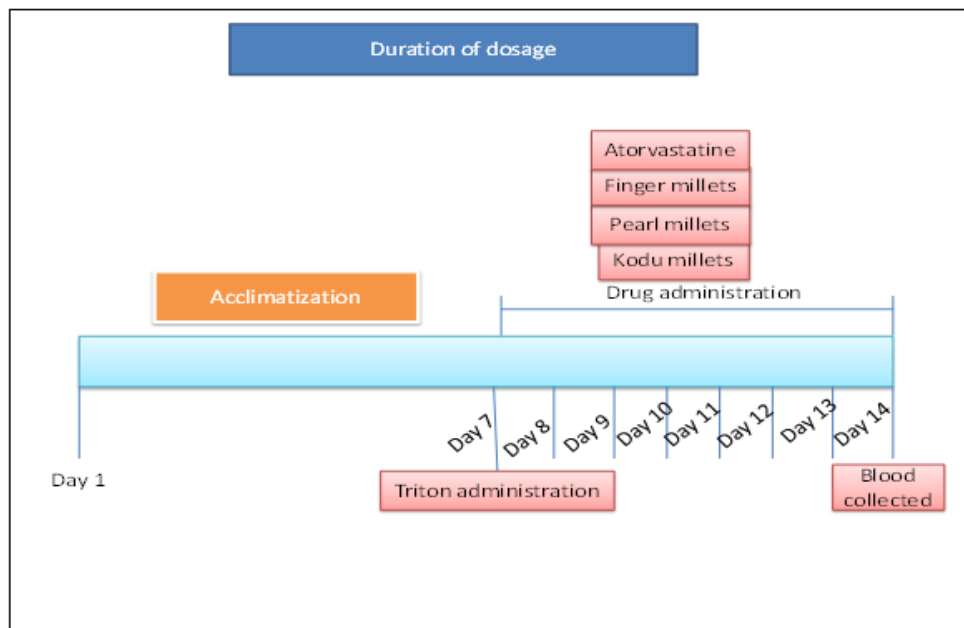 Duration of dosage
Atorvastatine
Finger millets
Pearl millets
Kodu millets
Acclimatization
Drug administration
Day 7
Day 8
Day 9
Day 10
Day 11
Day 12
Day 13
Day 14
Day 1
Triton administration
Blood
collected